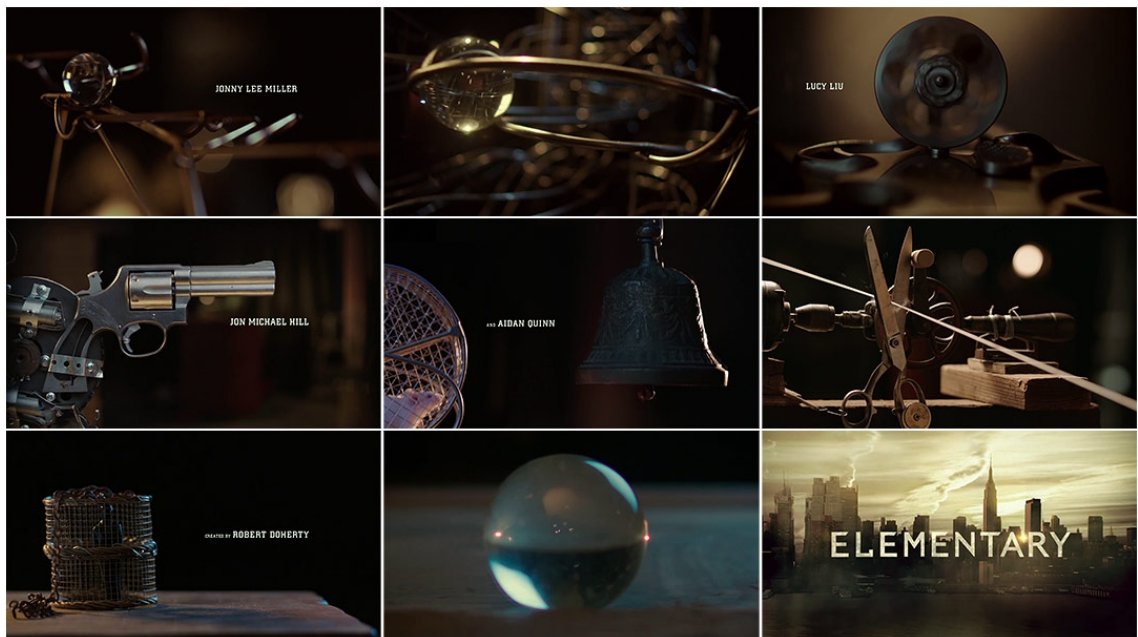 JONNY LEE MILLER
LUCY LIU
JON MICHAEL HILL
AND AIDAN QUINN
CREATED BY ROBERT DOHERTY
ELEMENTARY